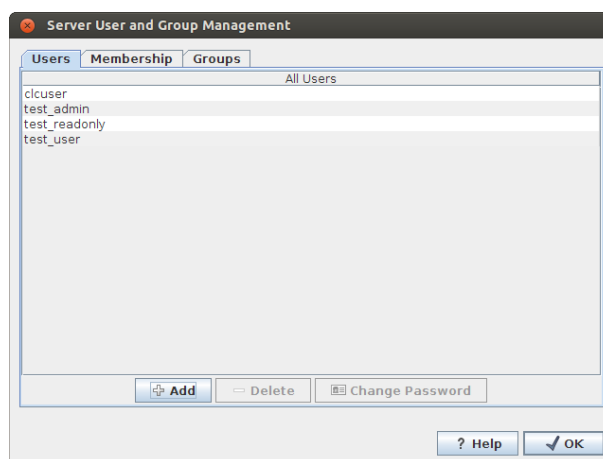 Server User and Group Management
Users Membership Groups
All Users
clcuser
test_admin
test_readonly
test_user
Add Delete Change Password
? Help OK